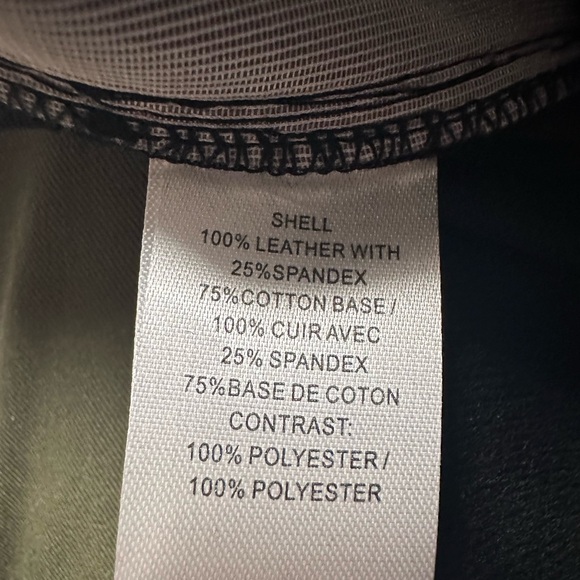 SHELL
100% LEATHER WITH
25%SPANDEX
75%COTTON BASE /
100% CUIR AVEC
25% SPANDEX
75%BASE DE COTON
CONTRAST:
100% POLYESTER /
100% POLYESTER